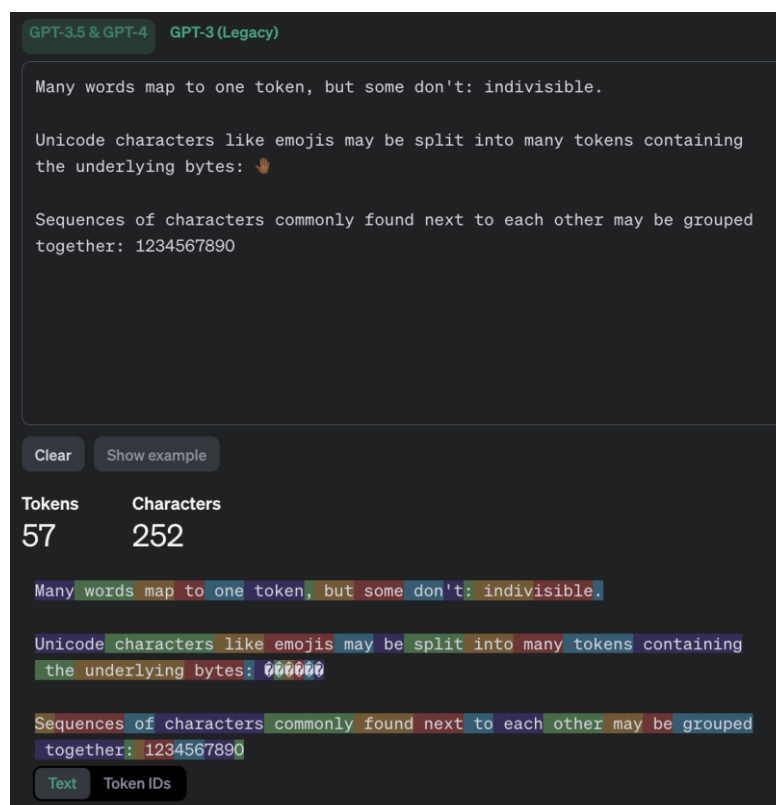 GPT-3.5 & GPT-4 GPT-3 (Legacy)
Many words map to one token, but some don't: indivisible.
Unicode characters like emojis may be split into many tokens containing
the underlying bytes: 🤚🏾
Sequences of characters commonly found next to each other may be grouped
together: 1234567890
Clear Show example
Tokens Characters
57 252
Many words map to one token, but some don't: indivisible.
Unicode characters like emojis may be split into many tokens containing
the underlying bytes: ������
Sequences of characters commonly found next to each other may be grouped
together: 1234567890
Text Token IDs